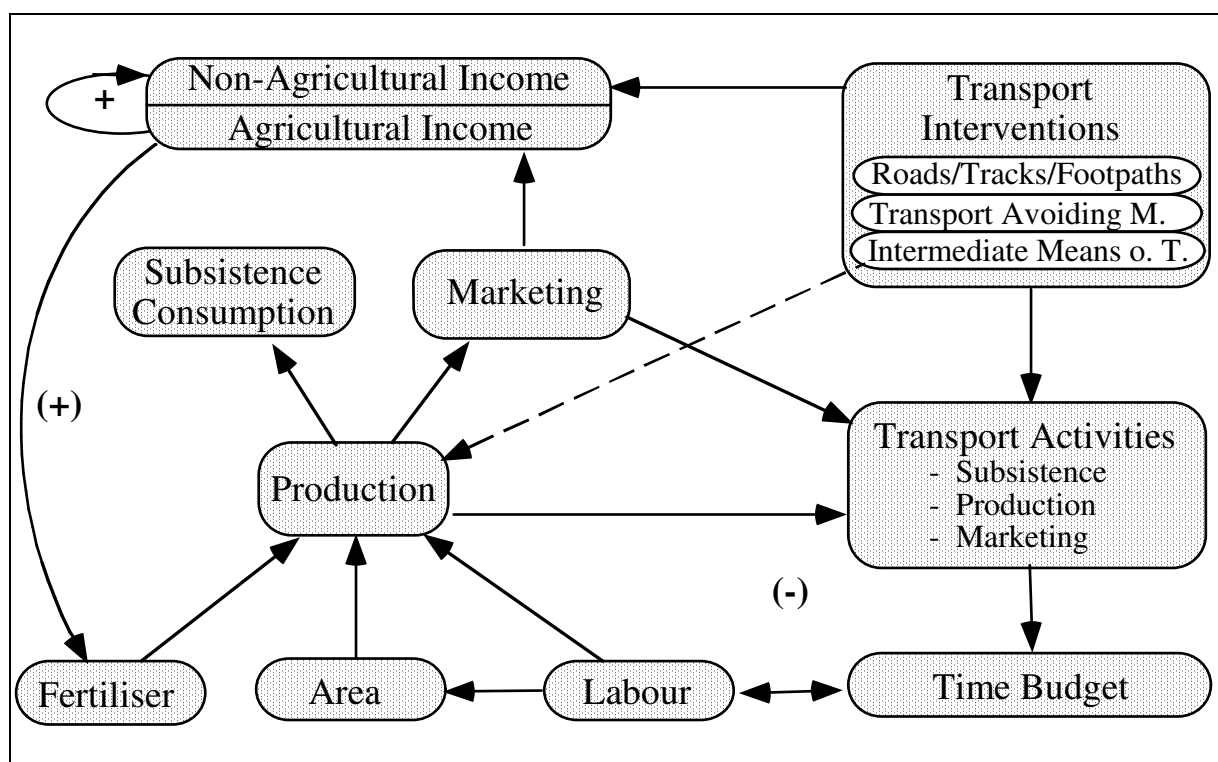 +
Non-Agricultural Income
Agricultural Income
Transport
Interventions
Roads/Tracks/Footpaths
Transport Avoiding M.
Intermediate Means o. T.
Subsistence
Consumption
Marketing
(+)
Production
Transport Activities
- Subsistence
- Production
- Marketing
(-)
Fertiliser
Area
Labour
Time Budget